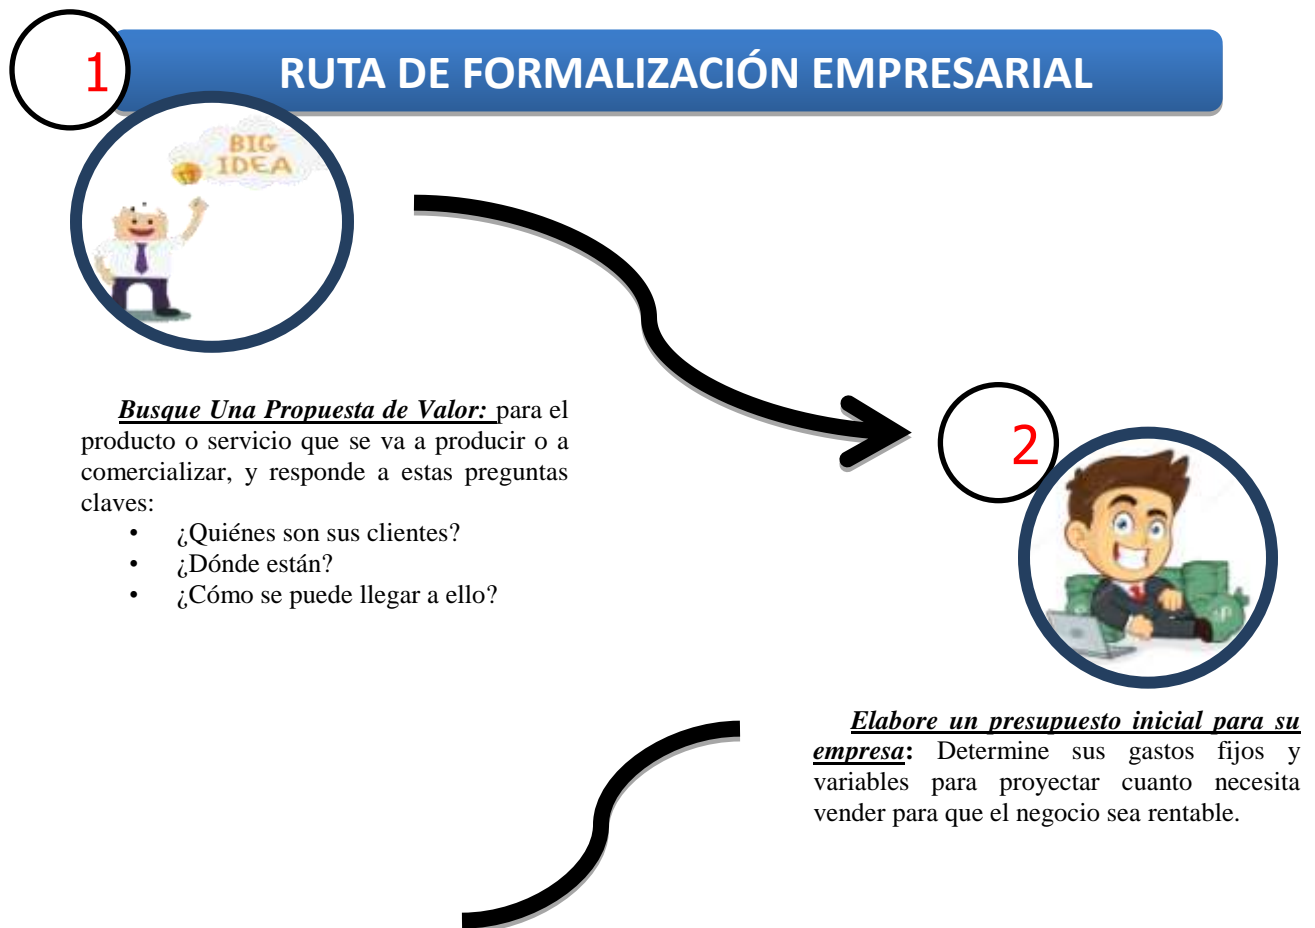 1
RUTA DE FORMALIZACIÓN EMPRESARIAL
BIG
IDEA
Busque Una Propuesta de Valor: para el
producto o servicio que se va a producir o a
comercializar, y responde a estas preguntas
claves:
• ¿Quiénes son sus clientes?
• ¿Dónde están?
• ¿Cómo se puede llegar a ello?
2
Elabore un presupuesto inicial para su
empresa: Determine sus gastos fijos y
variables para proyectar cuanto necesita
vender para que el negocio sea rentable.